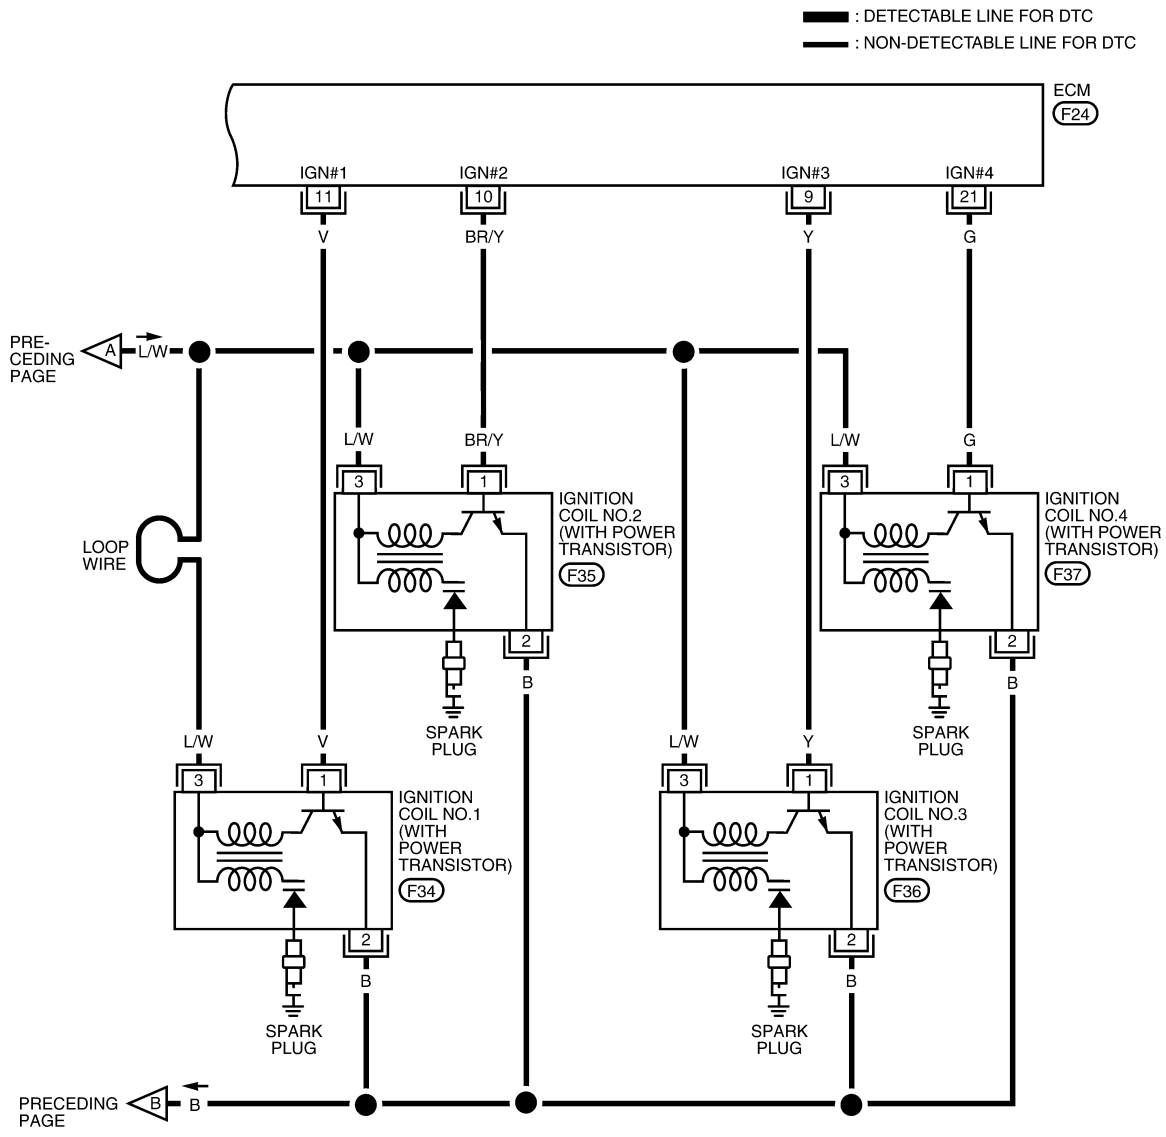 : DETECTABLE LINE FOR DTC
: NON-DETECTABLE LINE FOR DTC
ECM
F24
IGN#1
IGN#2
IGN#3
IGN#4
11
10
9
21
V
BR/Y
Y
G
PRE-
CEDING
PAGE
A
L/W
L/W
BR/Y
L/W
G
3
1
3
1
IGNITION
COIL NO.2
(WITH POWER
TRANSISTOR)
F35
IGNITION
COIL NO.4
(WITH POWER
TRANSISTOR)
F37
LOOP
WIRE
2
2
B
B
SPARK
PLUG
SPARK
PLUG
L/W
V
L/W
Y
3
1
3
1
IGNITION
COIL NO.1
(WITH
POWER
TRANSISTOR)
F34
IGNITION
COIL NO.3
(WITH
POWER
TRANSISTOR)
F36
2
2
B
B
SPARK
PLUG
SPARK
PLUG
PRECEDING
PAGE
B
B